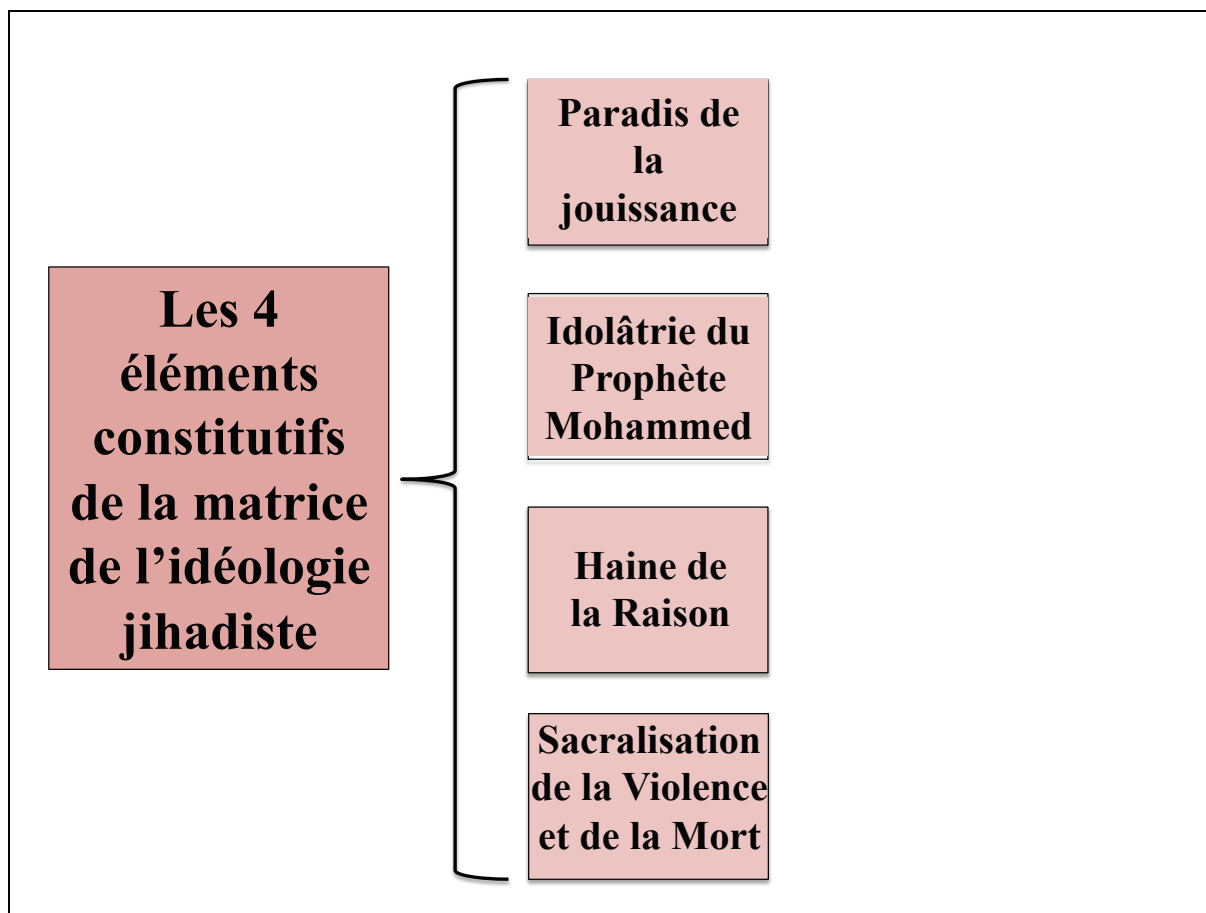 Les 4
éléments
constitutifs
de la matrice
de l’idéologie
jihadiste
Paradis de
la
jouissance
Idolâtrie du
Prophète
Mohammed
Haine de
la Raison
Sacralisation
de la Violence
et de la Mort